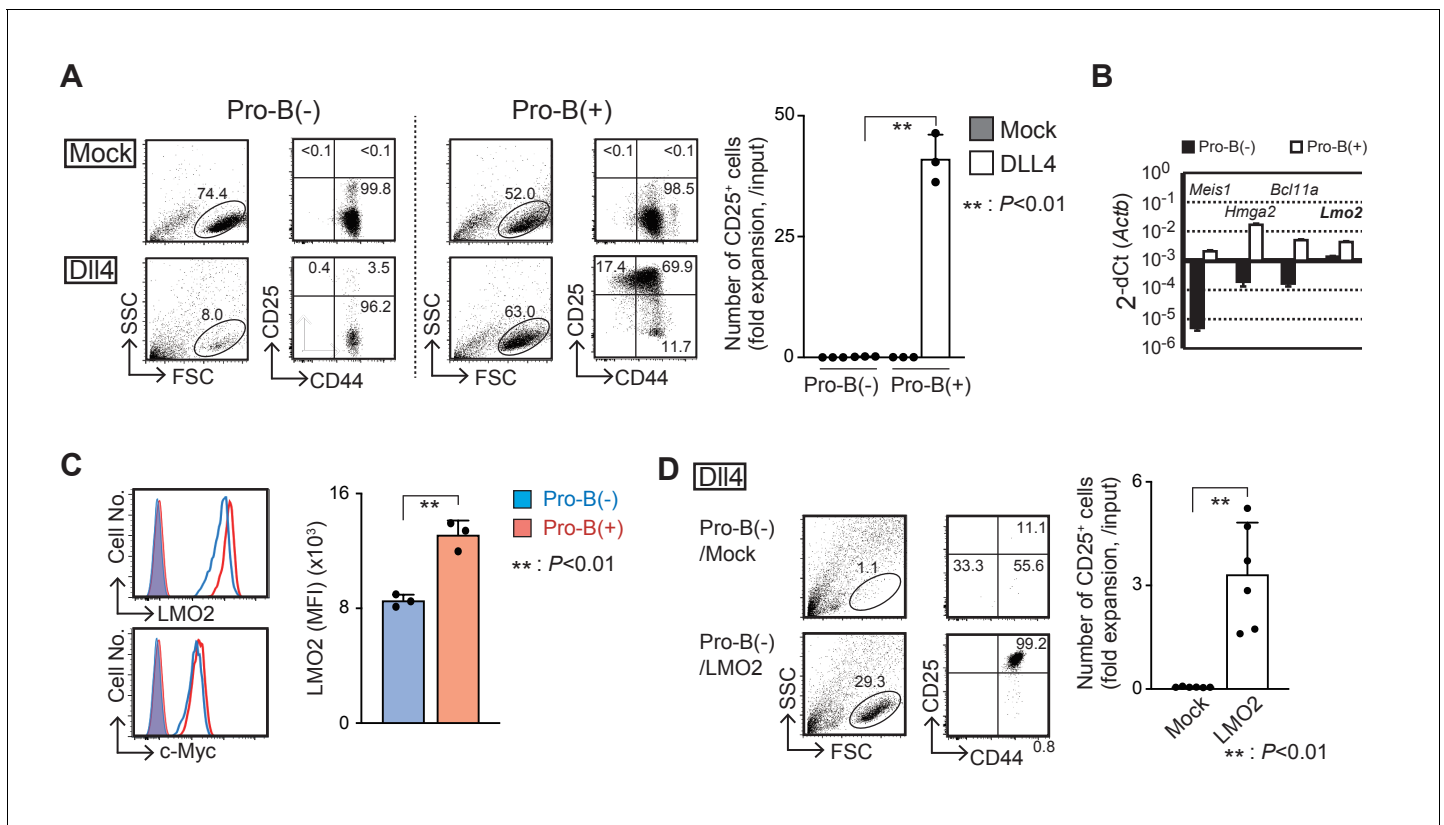 A
Pro-B(-)
Pro-B(+)
Mock
74.4
<0.1 <0.1
99.8
52.0
<0.1 <0.1
98.5
Dll4
8.0
0.4 3.5
96.2
63.0
17.4 69.9
11.7
SSC
FSC
CD25
CD44
SSC
FSC
CD25
CD44
Number of CD25+ cells
(fold expansion, /input)
50
25
0
**
Pro-B(-) Pro-B(+)
Mock
DLL4
** : P<0.01
B
Pro-B(-) Pro-B(+)
2-dCt (Actb)
10⁰
10-1
10-2
10-3
10-4
10-5
10-6
Meis1 Bcl11a
Hmga2 Lmo2
C
Cell No.
LMO2
Cell No.
c-Myc
LMO2 (MFI) (x10³)
16
8
0
**
Pro-B(-)
Pro-B(+)
** : P<0.01
D
Dll4
Pro-B(-)
/Mock
1.1
11.1
33.3 55.6
Pro-B(-)
/LMO2
29.3
99.2
0.8
SSC
FSC
CD25
CD44
Number of CD25+ cells
(fold expansion, /input)
6
3
0
**
Mock
LMO2
** : P<0.01